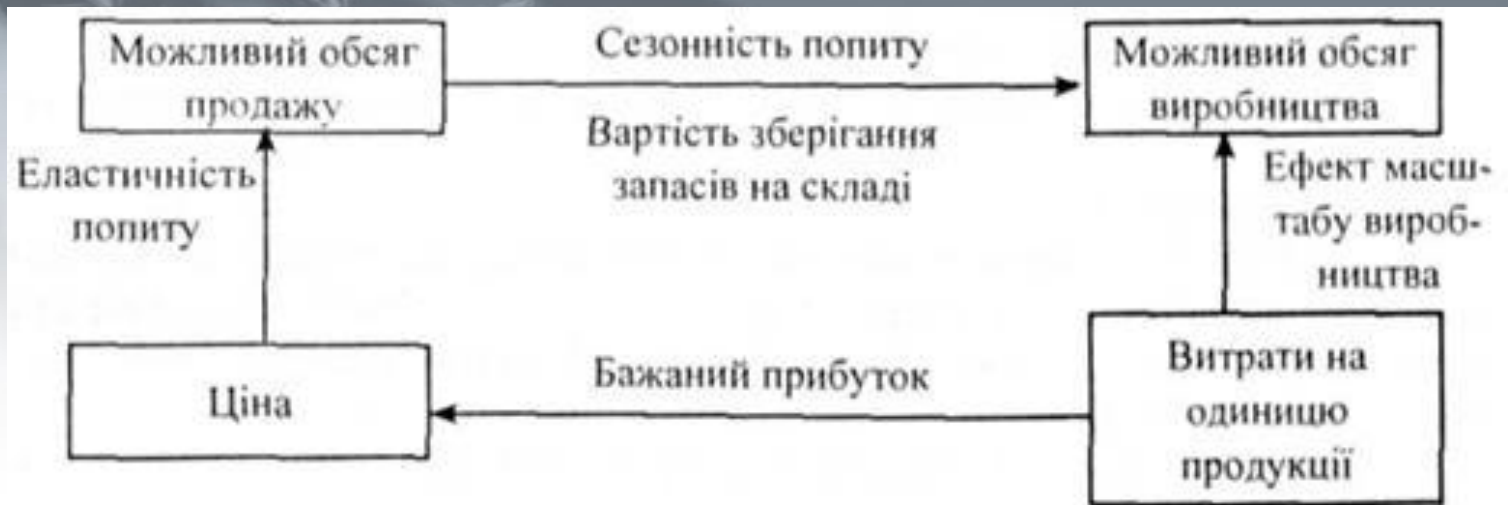 Можливий обсяг
продажу
Сезонність попиту
Вартість зберігання
запасів на складі
Можливий обсяг
виробництва
Еластичність
попиту
Ефект масш-
табу вироб-
ництва
Ціна
Бажаний прибуток
Витрати на
одиницю
продукції